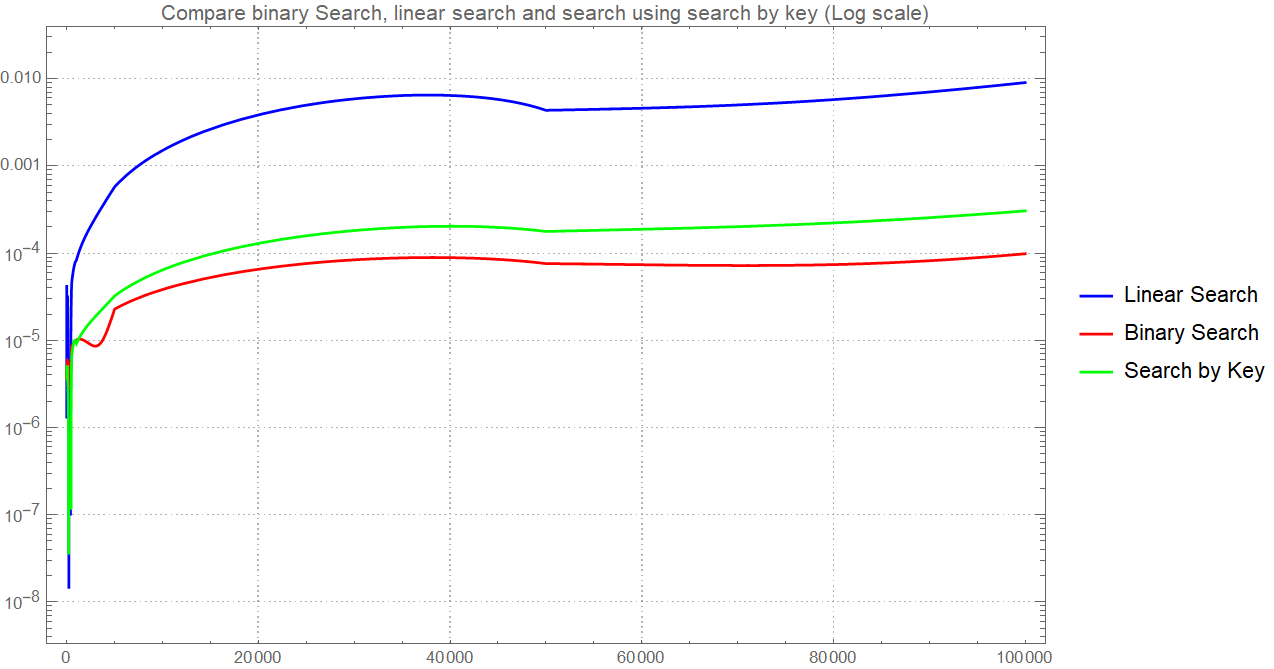 Compare binary Search, linear search and search using search by key (Log scale)
0.010
0.001
10⁻⁴
10⁻⁵
10⁻⁶
10⁻⁷
10⁻⁸
0 20000 40000 60000 80000 100000
Linear Search
Binary Search
Search by Key